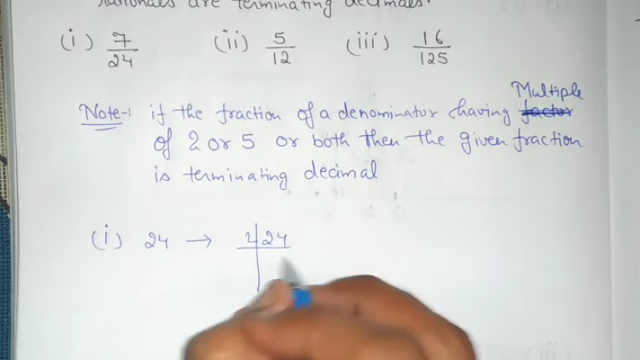 rationals are terminating decimals.
(i) 7/24 (ii) 5/12 (iii) 16/125
Multiple
Note-: if the fraction of a denominator having factor
of 2 or 5 or both then the given fraction
is terminating decimal
(i) 24 → 2 24